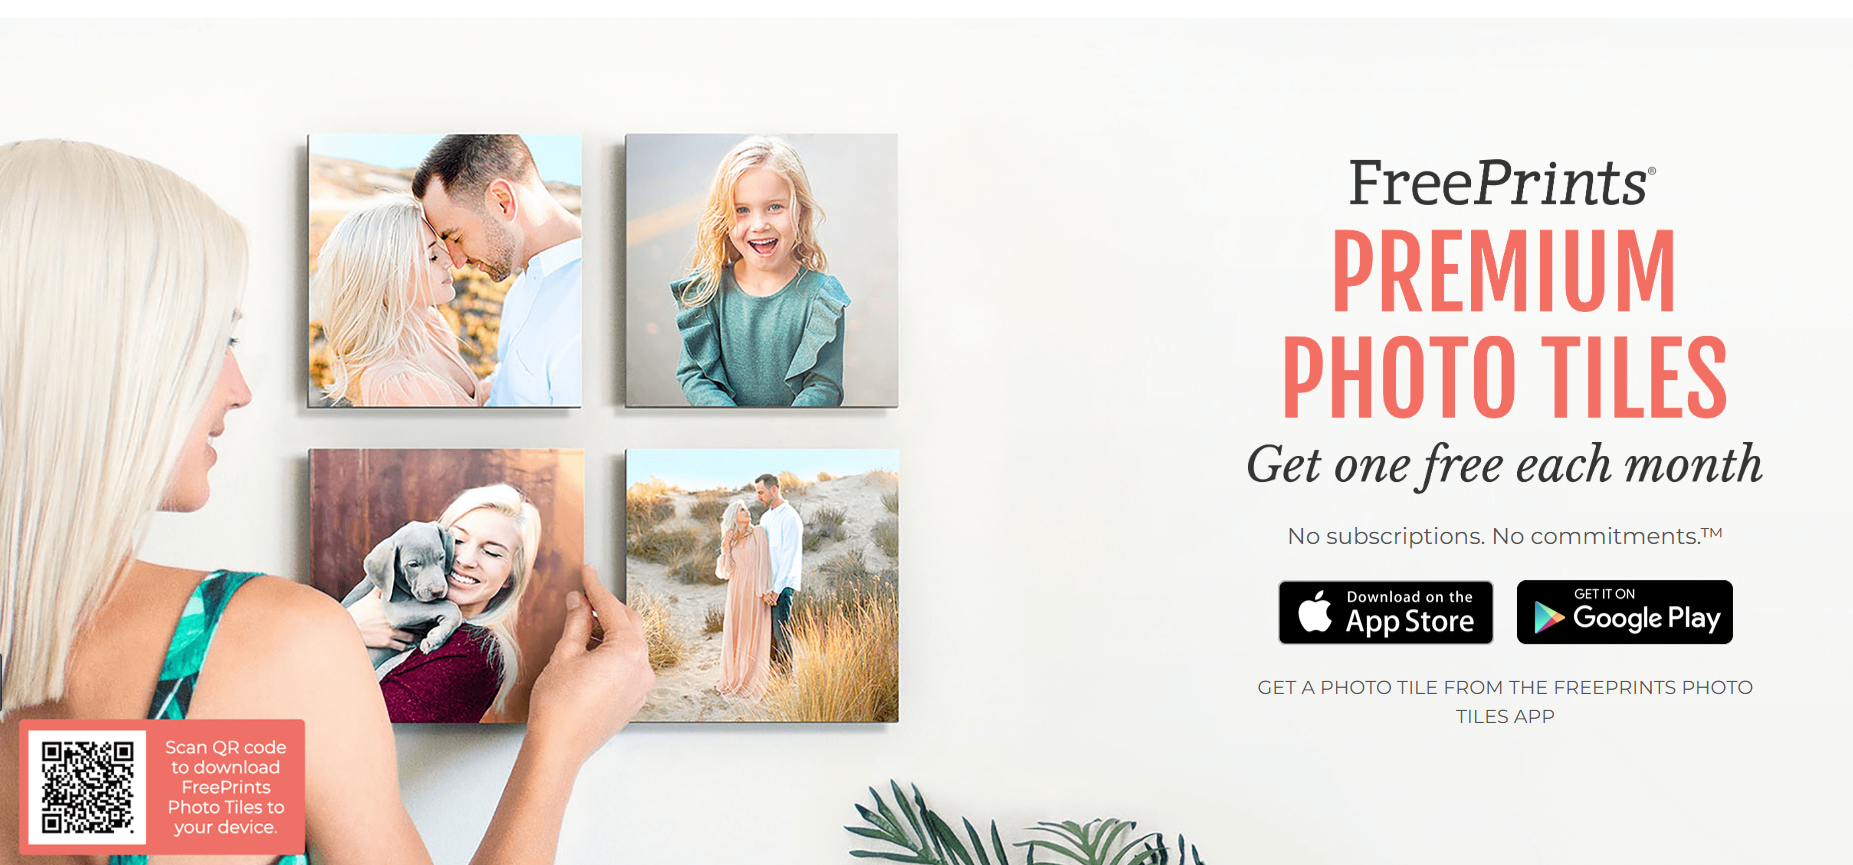 FreePrints®
PREMIUM
PHOTO TILES
Get one free each month
No subscriptions. No commitments.™
Download on the
App Store
GET IT ON
Google Play
GET A PHOTO TILE FROM THE FREEPRINTS PHOTO
TILES APP
Scan QR code
to download
FreePrints
Photo Tiles to
your device.